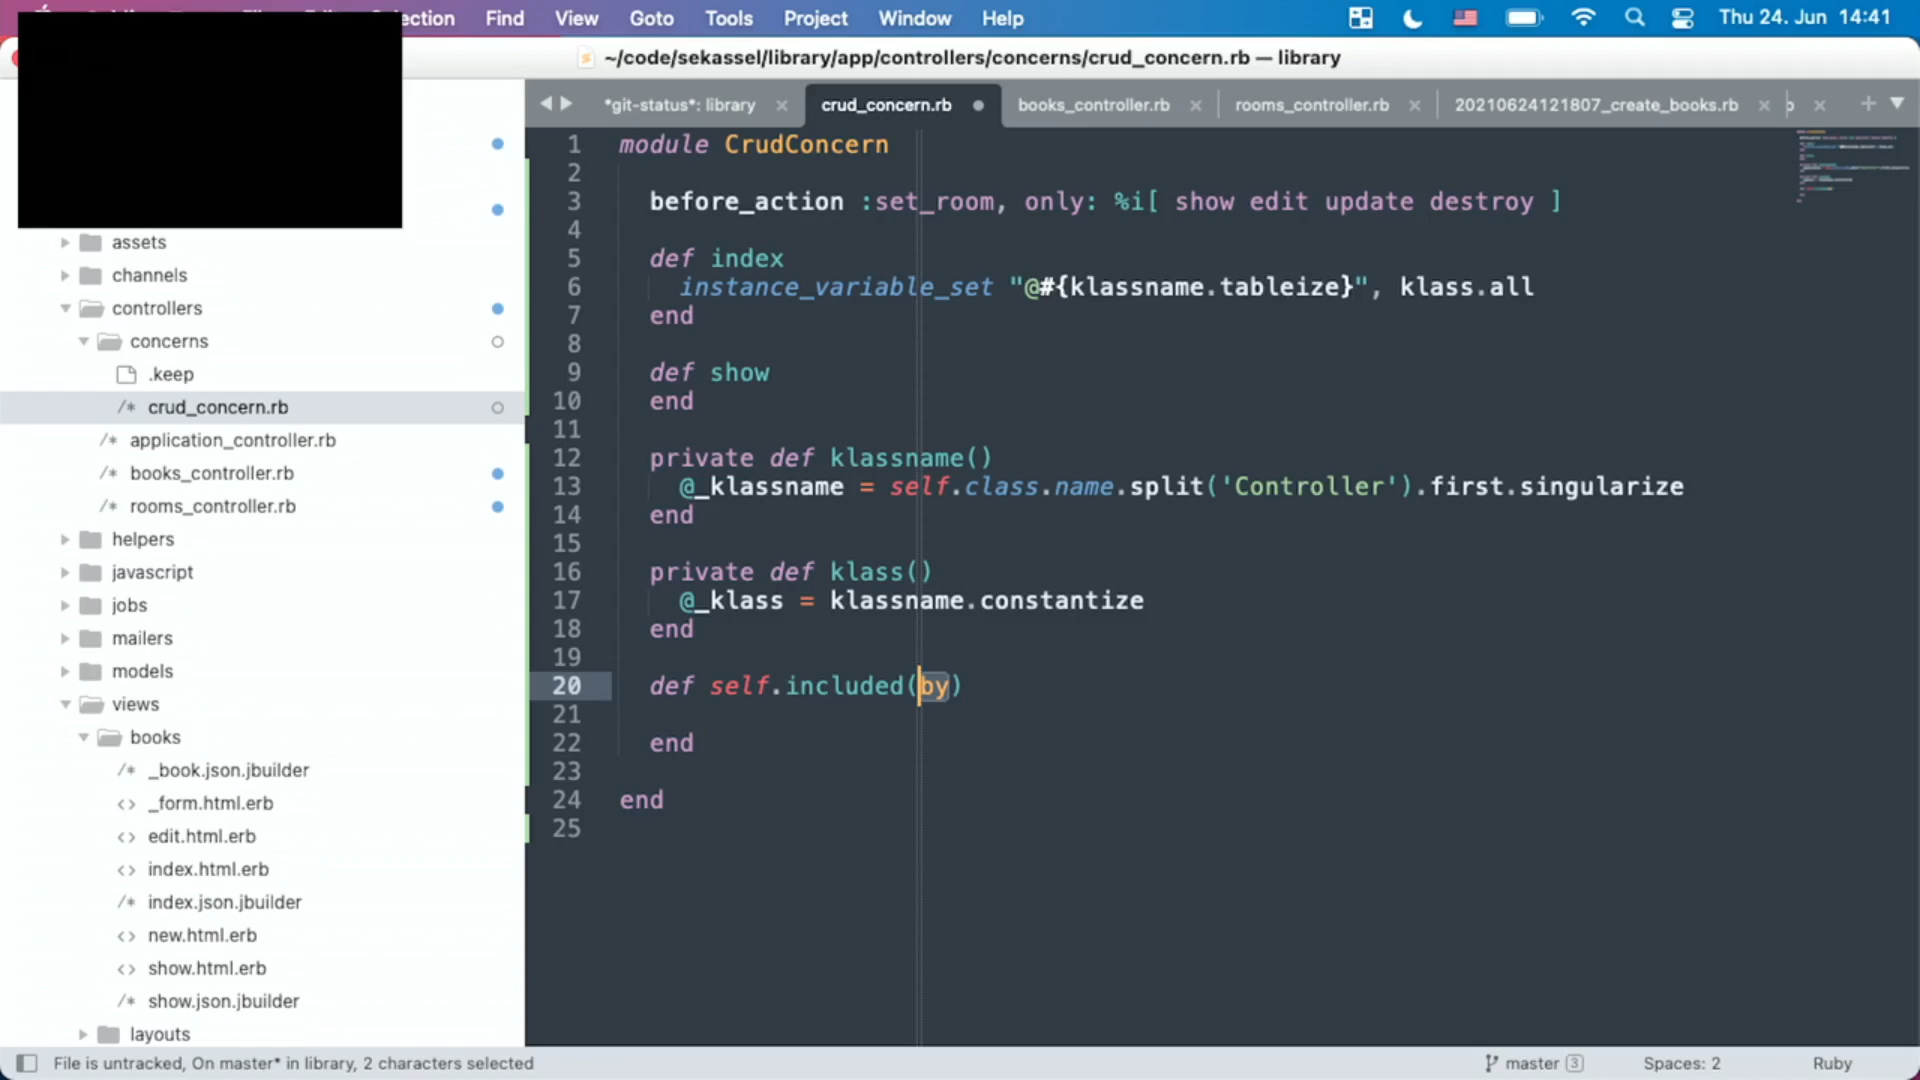 Selection Find View Goto Tools Project Window Help Thu 24. Jun 14:41
~/code/sekassel/library/app/controllers/concerns/crud_concern.rb — library
*git-status*: library × crud_concern.rb books_controller.rb × rooms_controller.rb × 20210624121807_create_books.rb ×
assets
channels
controllers
concerns
.keep
/* crud_concern.rb
/* application_controller.rb
/* books_controller.rb
/* rooms_controller.rb
helpers
javascript
jobs
mailers
models
views
books
/* _book.json.jbuilder
<> _form.html.erb
<> edit.html.erb
<> index.html.erb
/* index.json.jbuilder
<> new.html.erb
<> show.html.erb
/* show.json.jbuilder
layouts
1 module CrudConcern
2
3 before_action :set_room, only: %i[ show edit update destroy ]
4
5 def index
6 instance_variable_set "@#{klassname.tableize}", klass.all
7 end
8
9 def show
10 end
11
12 private def klassname()
13 @_klassname = self.class.name.split('Controller').first.singularize
14 end
15
16 private def klass()
17 @_klass = klassname.constantize
18 end
19
20 def self.included(by)
21
22 end
23
24 end
25
File is untracked, On master* in library, 2 characters selected master 3 Spaces: 2 Ruby